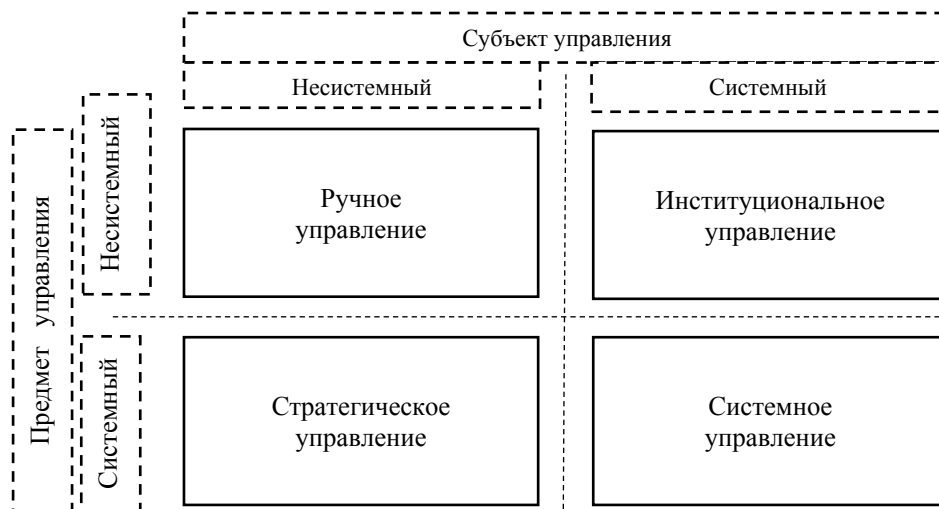 Субъект управления
Несистемный
Системный
Предмет управления
Несистемный
Ручное
управление
Институциональное
управление
Системный
Стратегическое
управление
Системное
управление